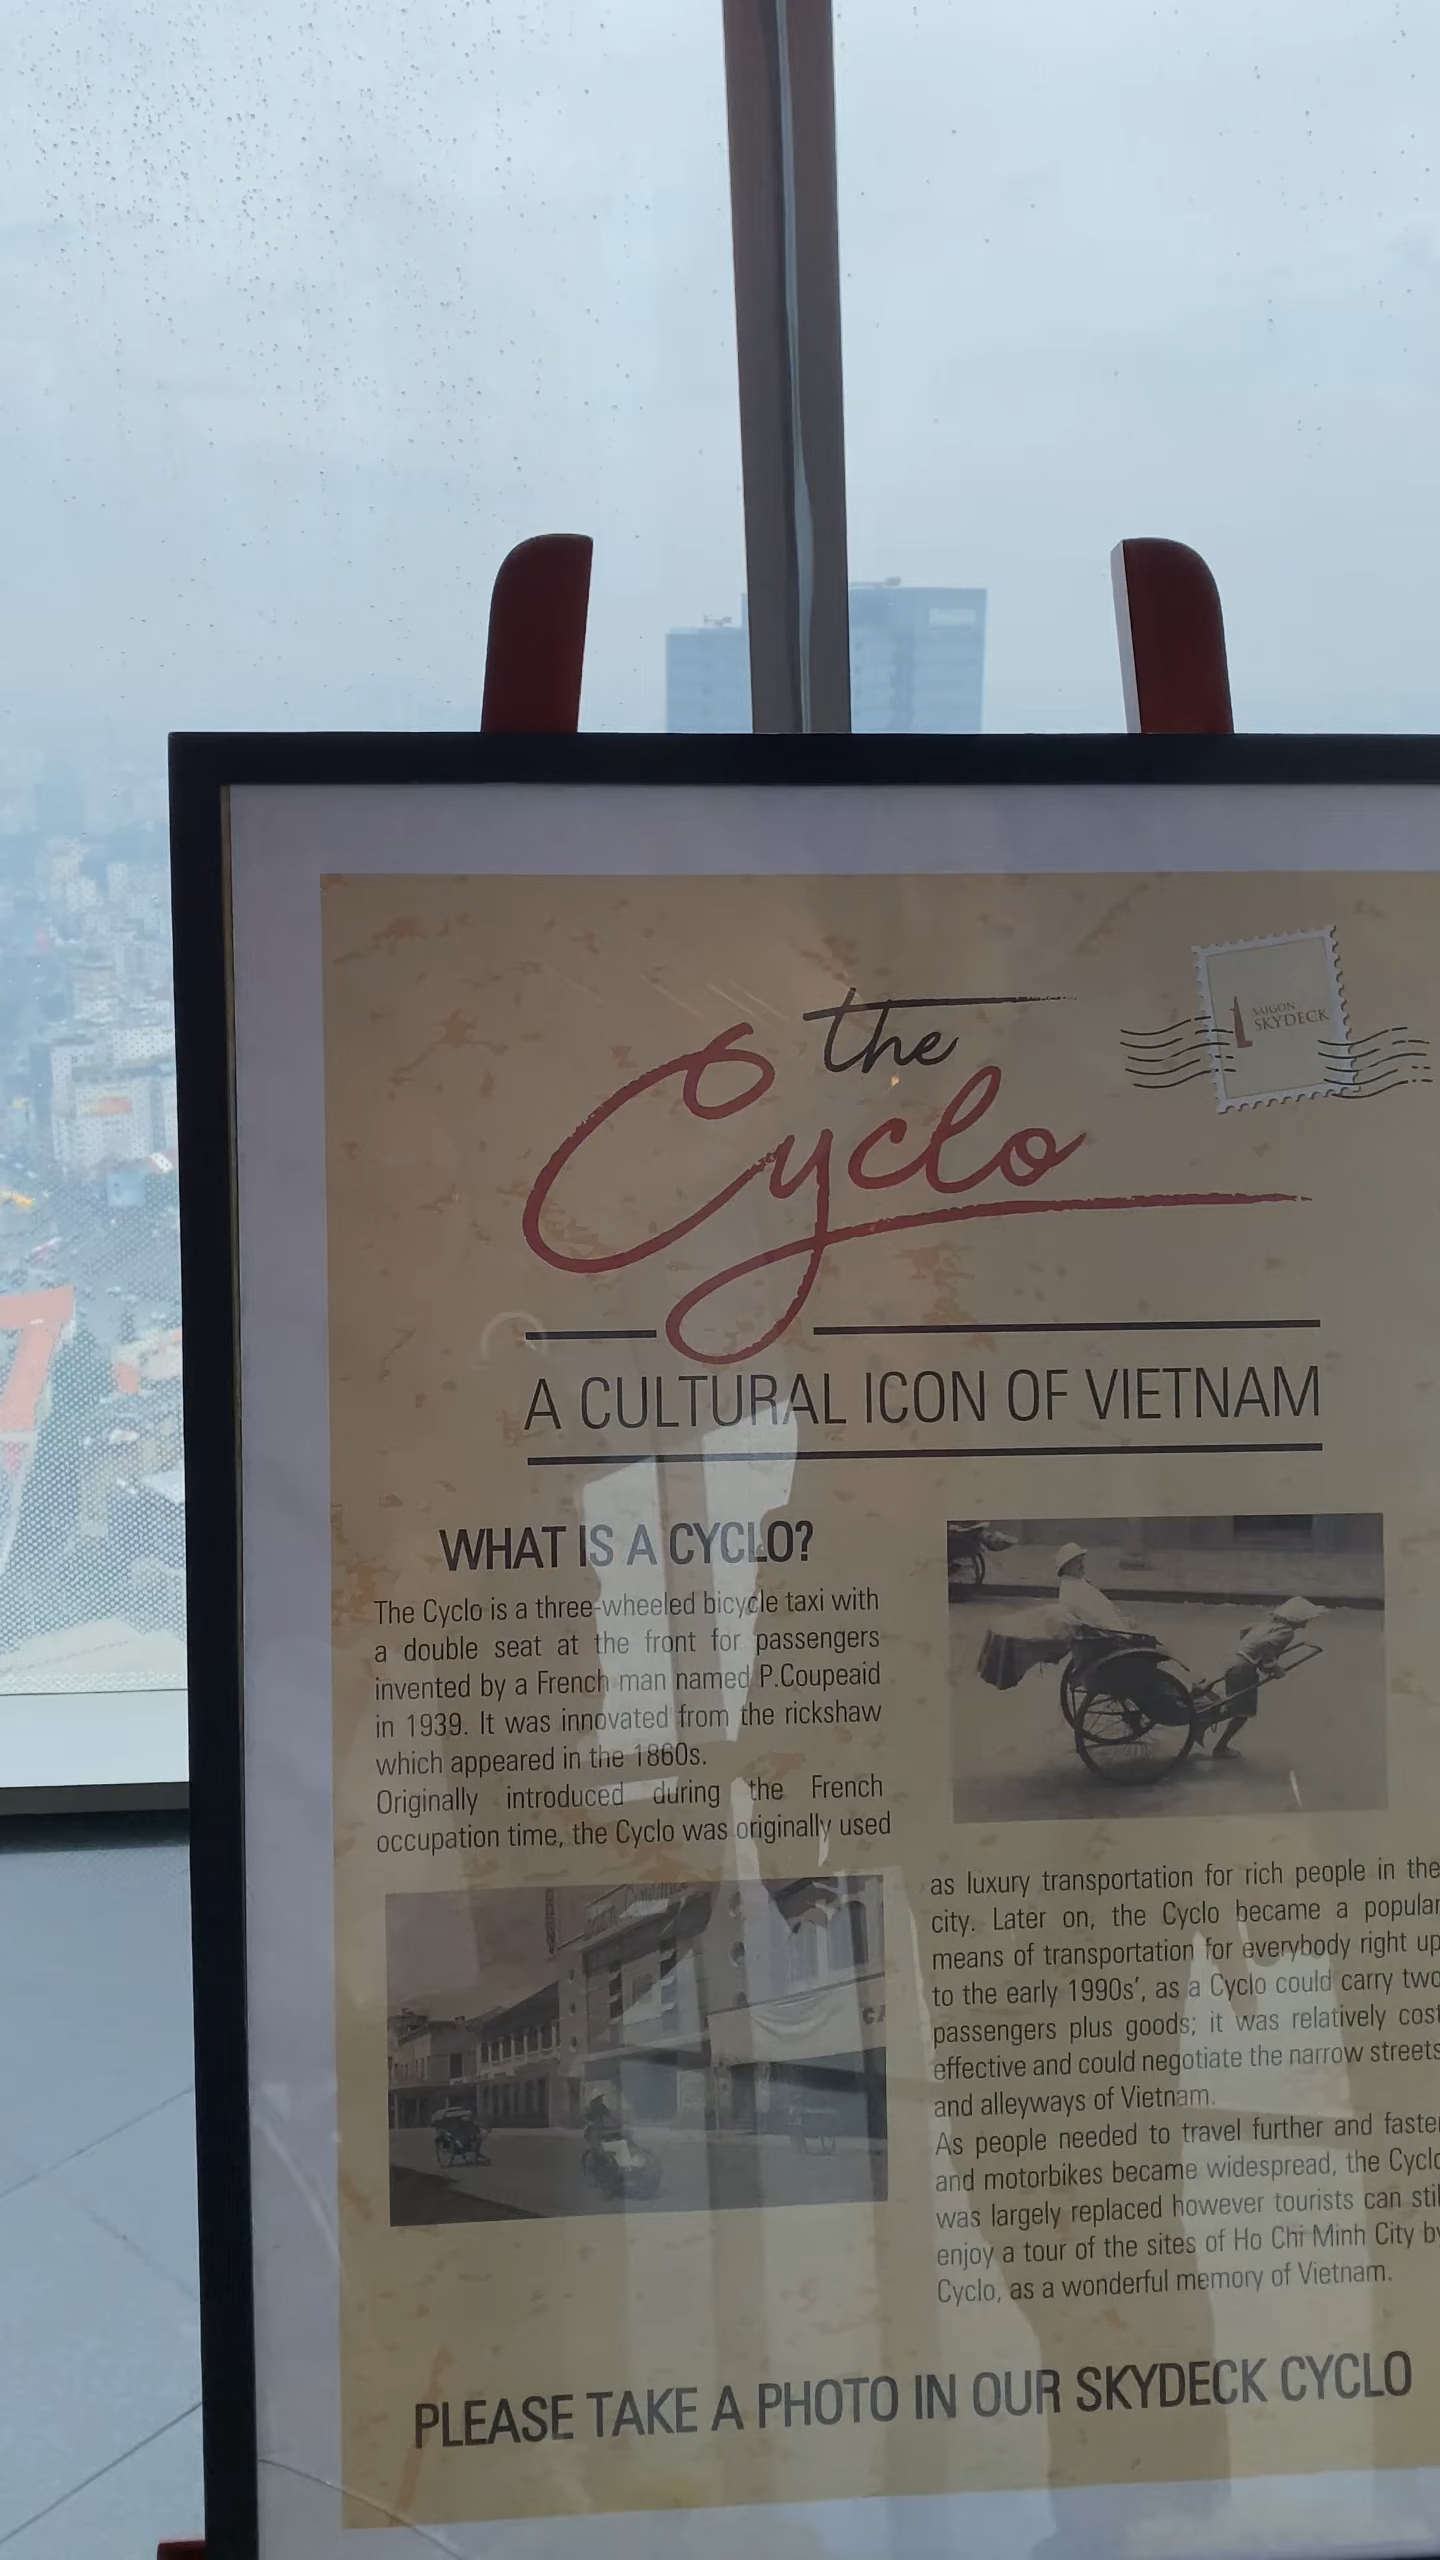 the
Cyclo
SAIGON
SKYDECK
A CULTURAL ICON OF VIETNAM
WHAT IS A CYCLO?
The Cyclo is a three-wheeled bicycle taxi with
a double seat at the front for passengers
invented by a French man named P.Coupeaid
in 1939. It was innovated from the rickshaw
which appeared in the 1860s.
Originally introduced during the French
occupation time, the Cyclo was originally used
as luxury transportation for rich people in the
city. Later on, the Cyclo became a popular
means of transportation for everybody right up
to the early 1990s', as a Cyclo could carry two
passengers plus goods; it was relatively cost
effective and could negotiate the narrow streets
and alleyways of Vietnam.
As people needed to travel further and faster
and motorbikes became widespread, the Cyclo
was largely replaced however tourists can still
enjoy a tour of the sites of Ho Chi Minh City by
Cyclo, as a wonderful memory of Vietnam.
PLEASE TAKE A PHOTO IN OUR SKYDECK CYCLO
7